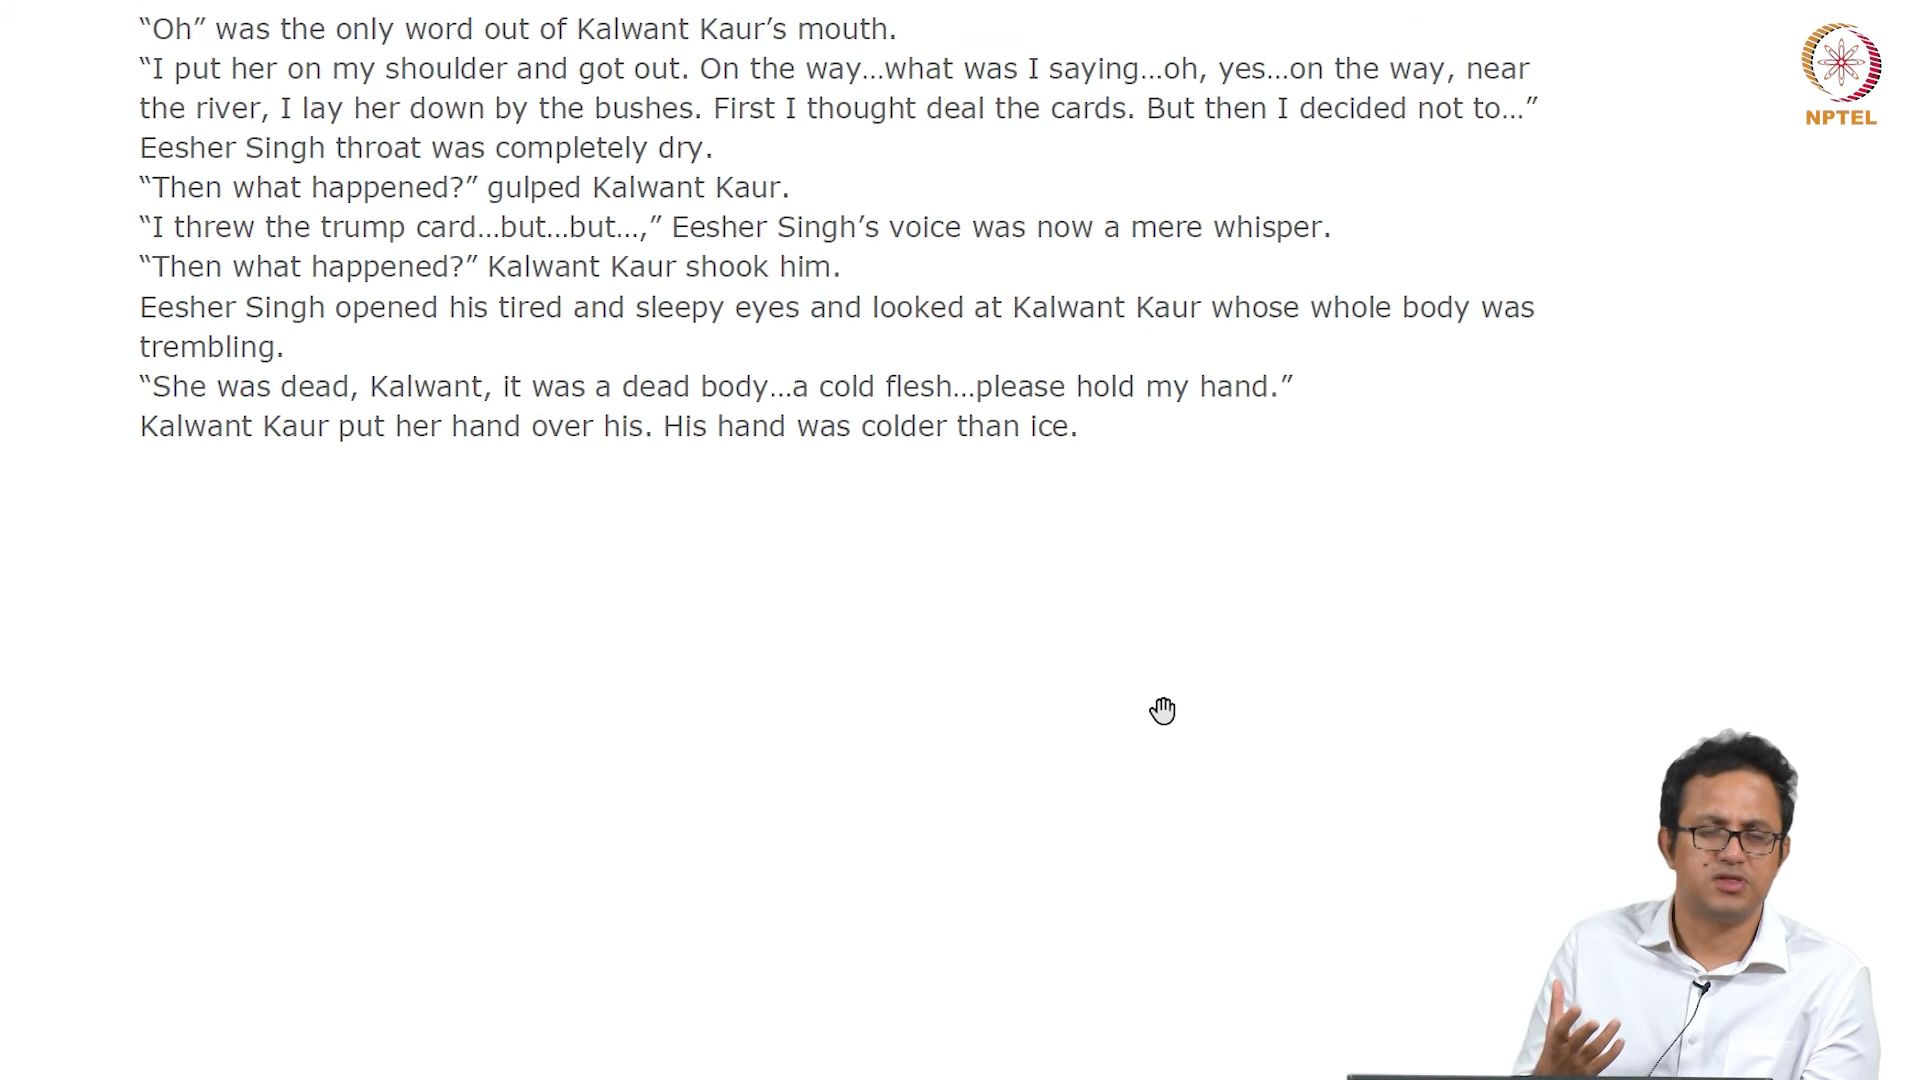 “Oh” was the only word out of Kalwant Kaur’s mouth.
“I put her on my shoulder and got out. On the way…what was I saying…oh, yes…on the way, near
the river, I lay her down by the bushes. First I thought deal the cards. But then I decided not to…”
Eesher Singh throat was completely dry.
“Then what happened?” gulped Kalwant Kaur.
“I threw the trump card…but…but…,” Eesher Singh’s voice was now a mere whisper.
“Then what happened?” Kalwant Kaur shook him.
Eesher Singh opened his tired and sleepy eyes and looked at Kalwant Kaur whose whole body was
trembling.
“She was dead, Kalwant, it was a dead body…a cold flesh…please hold my hand.”
Kalwant Kaur put her hand over his. His hand was colder than ice.
NPTEL